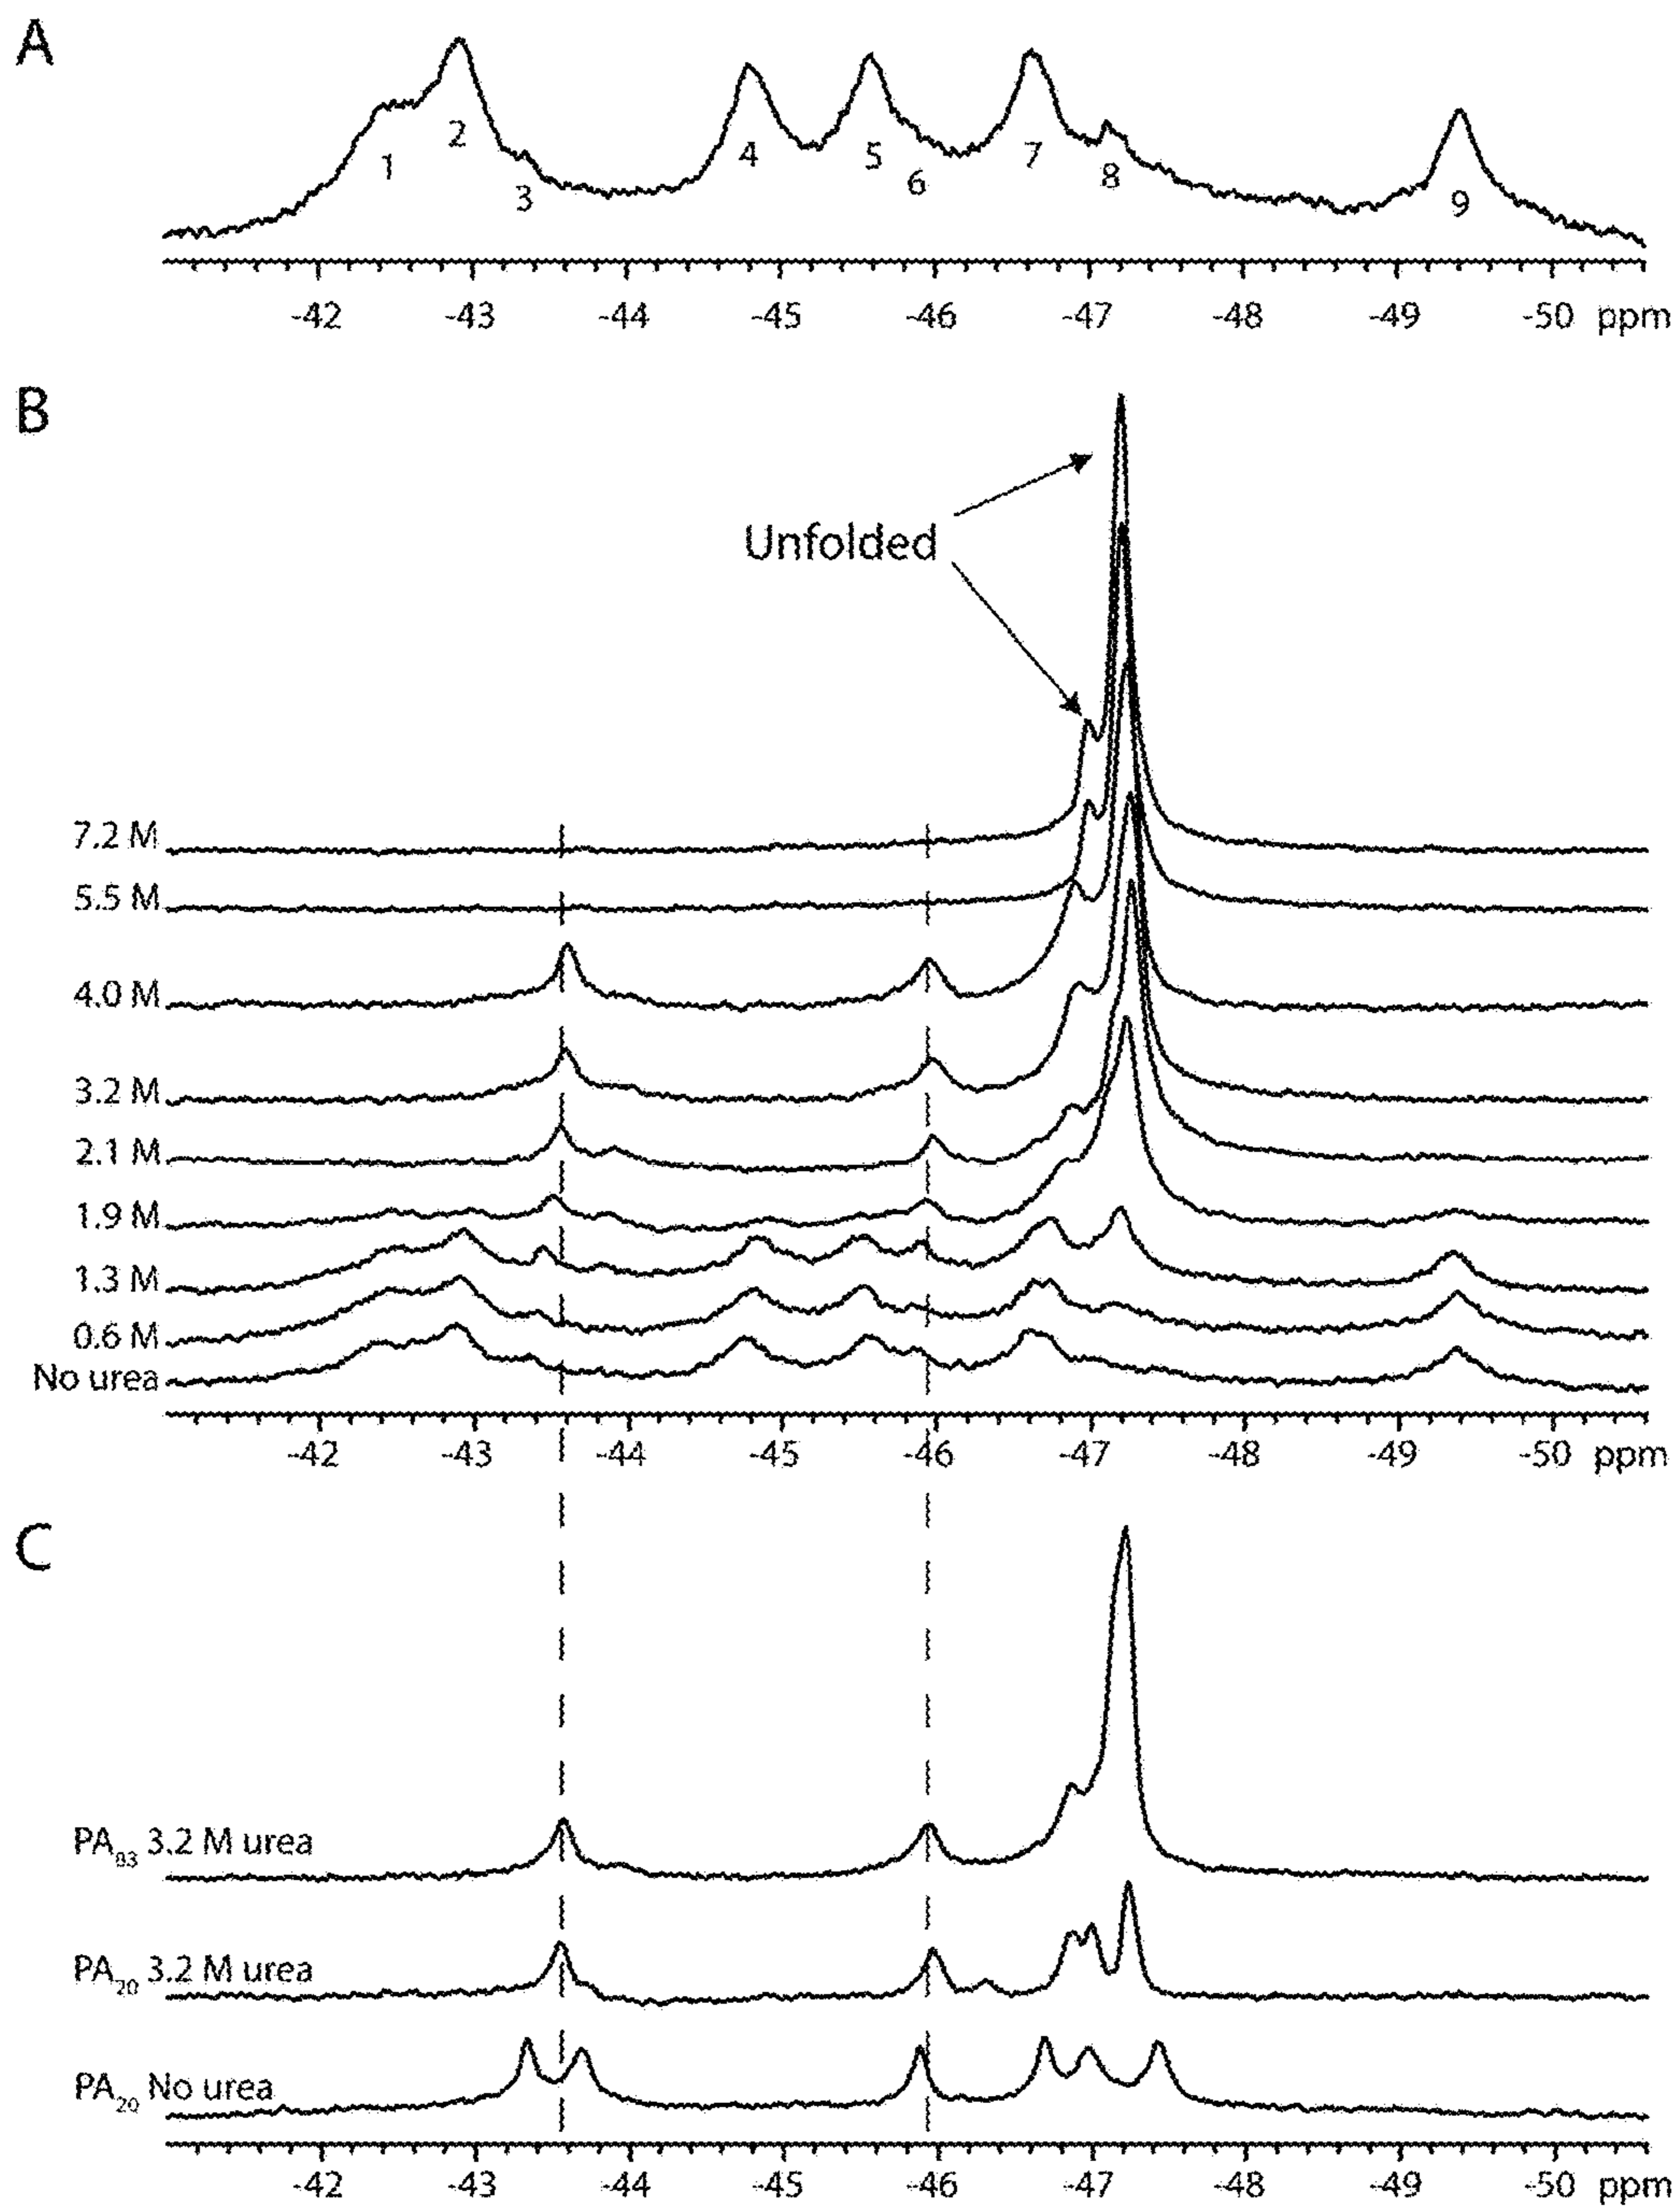 A
1 2 3 4 5 6 7 8 9
-42 -43 -44 -45 -46 -47 -48 -49 -50 ppm
B
Unfolded
7.2 M
5.5 M
4.0 M
3.2 M
2.1 M
1.9 M
1.3 M
0.6 M
No urea
-42 -43 -44 -45 -46 -47 -48 -49 -50 ppm
C
PA83 3.2 M urea
PA20 3.2 M urea
PA20 No urea
-42 -43 -44 -45 -46 -47 -48 -49 -50 ppm